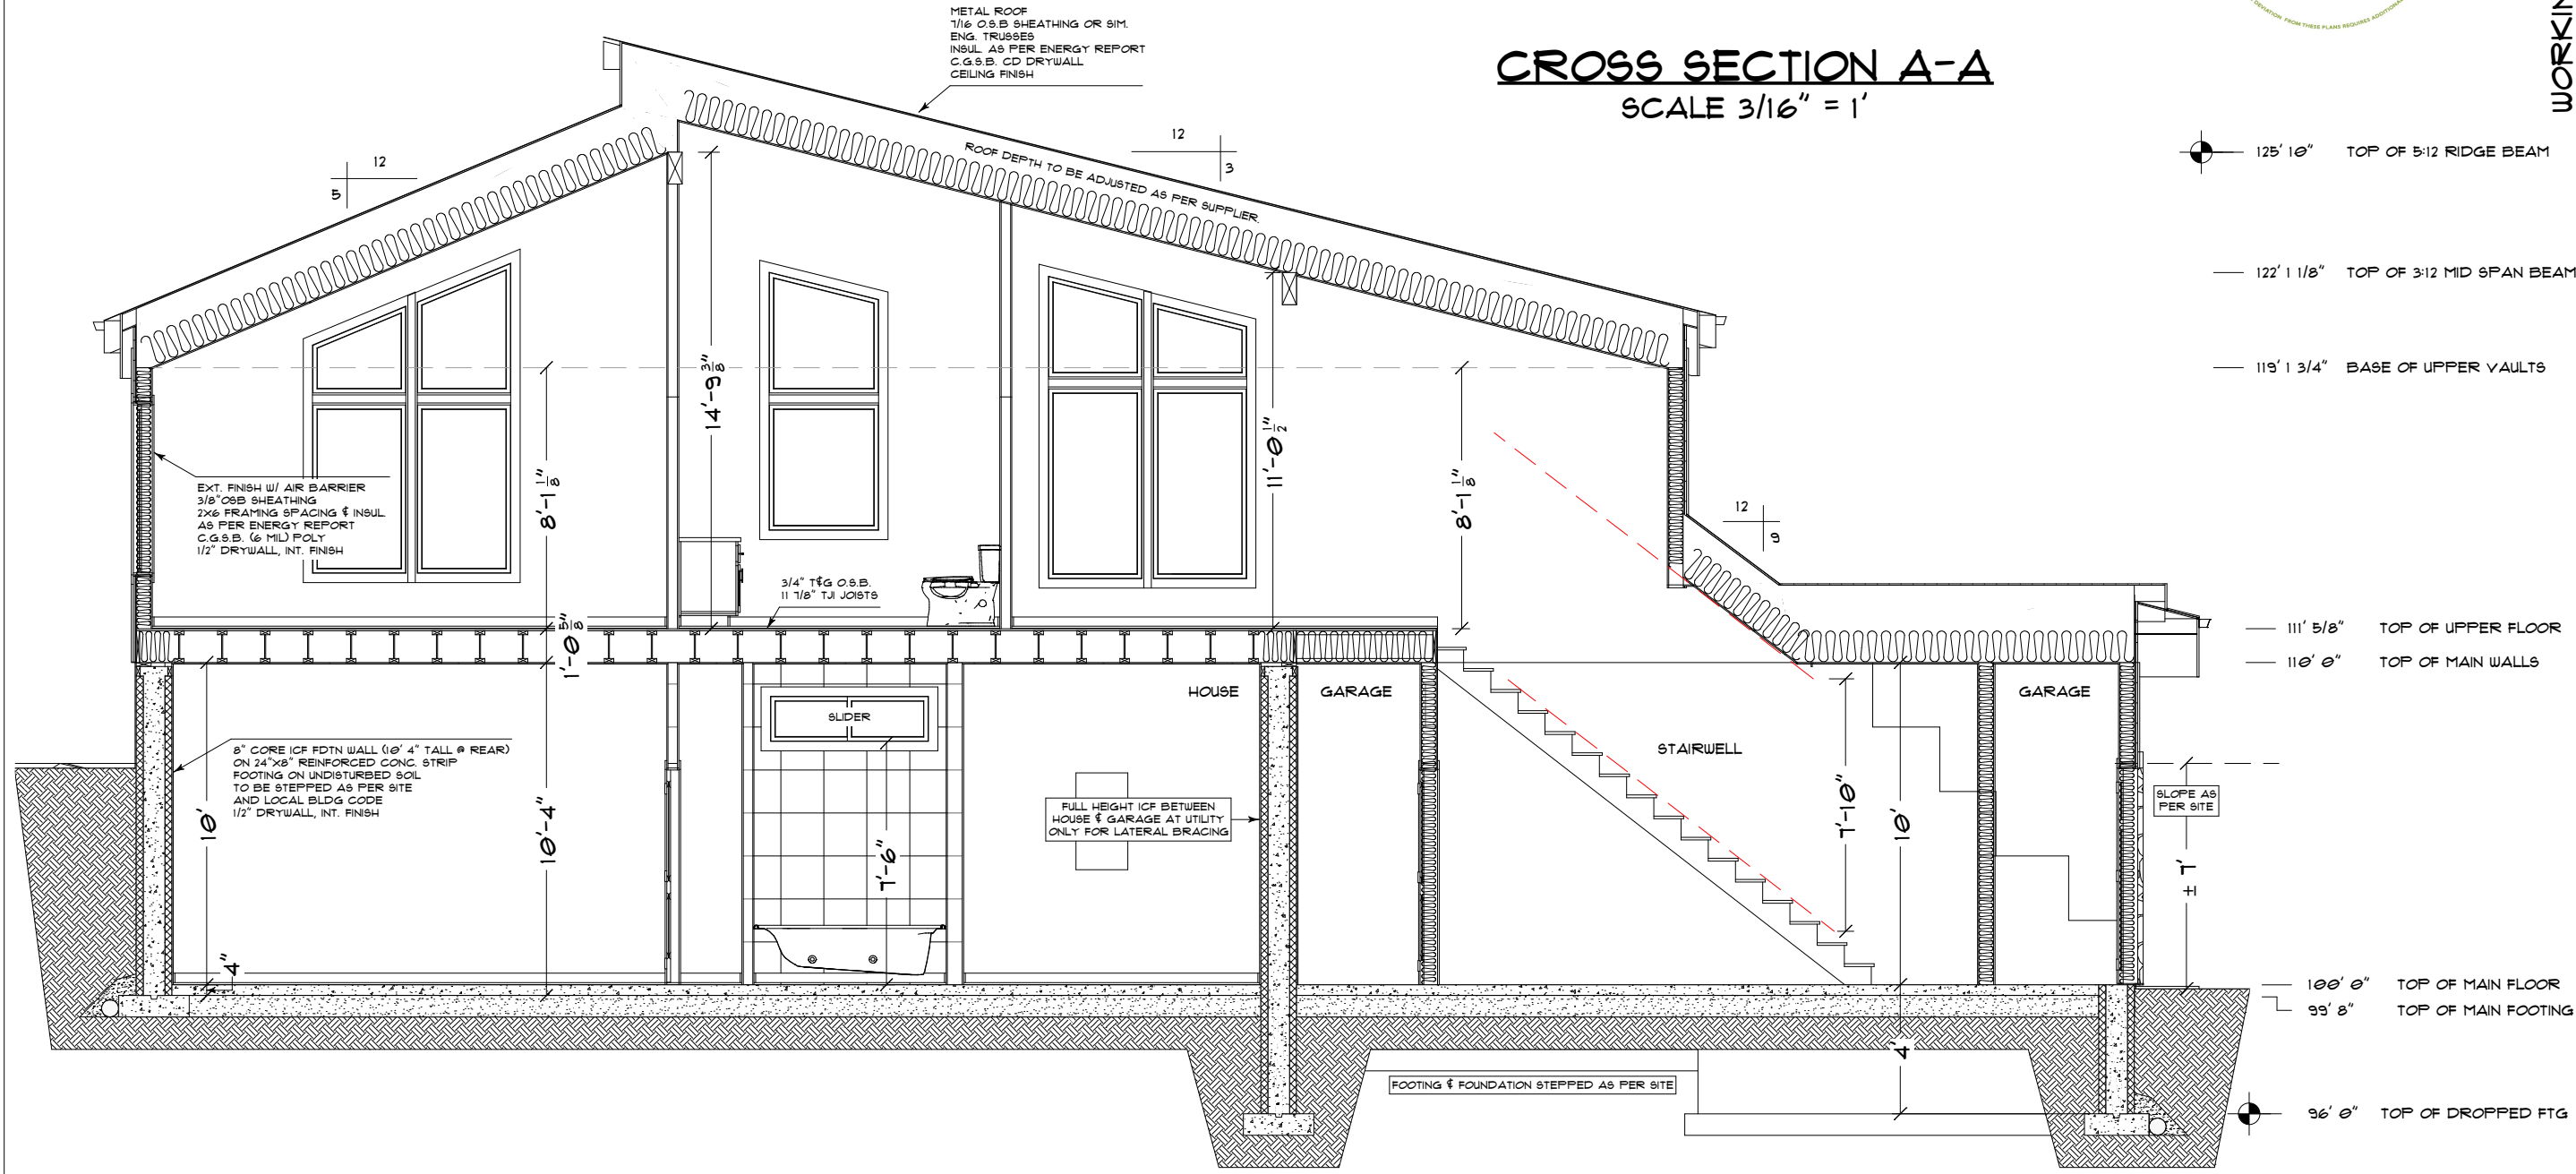 METAL ROOF
7/16 O.S.B SHEATHING OR SIM.
ENG. TRUSSES
INSUL. AS PER ENERGY REPORT
C.G.S.B. CD DRYWALL
CEILING FINISH
CROSS SECTION A-A
SCALE 3/16" = 1'
DEVIATION FROM THESE PLANS REQUIRES ADDITIONAL
WORKIN
12
5
12
3
ROOF DEPTH TO BE ADJUSTED AS PER SUPPLIER.
125' 10" TOP OF 5:12 RIDGE BEAM
122' 1 1/8" TOP OF 3:12 MID SPAN BEAM
119' 1 3/4" BASE OF UPPER VAULTS
14'-9 3/8"
11'-0 1/2"
8'-1 1/8"
8'-1 1/8"
EXT. FINISH W/ AIR BARRIER
3/8" OSB SHEATHING
2X6 FRAMING SPACING & INSUL.
AS PER ENERGY REPORT
C.G.S.B. (6 MIL) POLY
1/2" DRYWALL, INT. FINISH
12
9
3/4" T&G O.S.B.
11 7/8" TJI JOISTS
1'-0 5/8"
111' 5/8" TOP OF UPPER FLOOR
110' 0" TOP OF MAIN WALLS
HOUSE
GARAGE
GARAGE
SLIDER
STAIRWELL
8" CORE ICF FDTN WALL (10' 4" TALL @ REAR)
ON 24"X8" REINFORCED CONC. STRIP
FOOTING ON UNDISTURBED SOIL
TO BE STEPPED AS PER SITE
AND LOCAL BLDG CODE
1/2" DRYWALL, INT. FINISH
FULL HEIGHT ICF BETWEEN
HOUSE & GARAGE AT UTILITY
ONLY FOR LATERAL BRACING
SLOPE AS
PER SITE
10'
10'-4"
7'-6"
7'-10"
10'
± 7'
4"
100' 0" TOP OF MAIN FLOOR
99' 8" TOP OF MAIN FOOTING
4'
FOOTING & FOUNDATION STEPPED AS PER SITE
96' 0" TOP OF DROPPED FTG